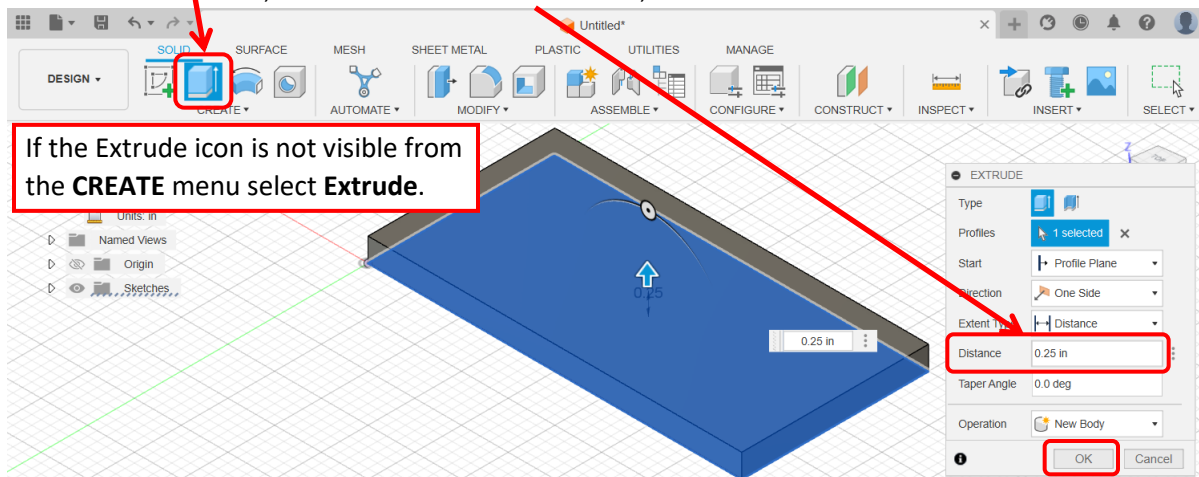 Untitled*
SOLID SURFACE MESH SHEET METAL PLASTIC UTILITIES MANAGE
DESIGN
CREATE AUTOMATE MODIFY ASSEMBLE CONFIGURE CONSTRUCT INSPECT INSERT SELECT
If the Extrude icon is not visible from
the CREATE menu select Extrude.
Units: in
Named Views
Origin
Sketches
Z
0.25
0.25 in
EXTRUDE
Type
Profiles 1 selected
Start Profile Plane
Direction One Side
Extent Distance
Distance 0.25 in
Taper Angle 0.0 deg
Operation New Body
OK Cancel